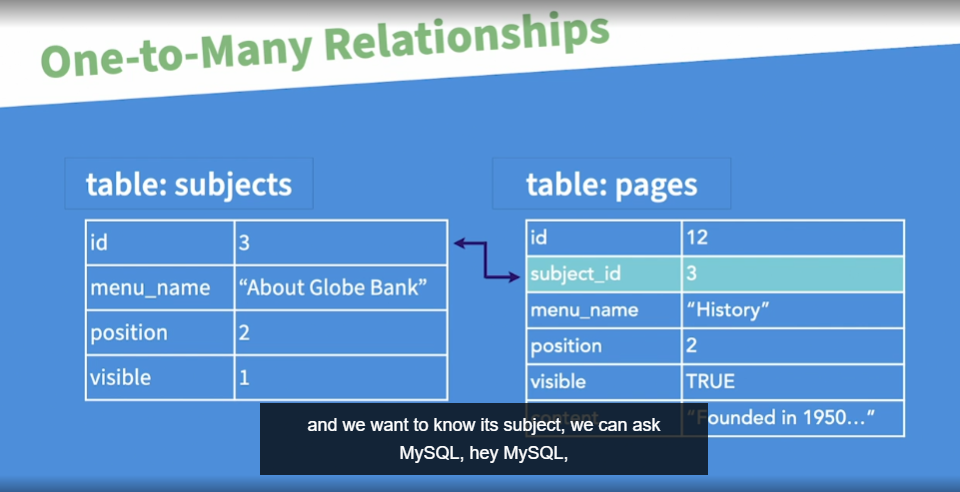 One-to-Many Relationships
table: subjects
id 3
menu_name "About Globe Bank"
position 2
visible 1
table: pages
id 12
subject_id 3
menu_name "History"
position 2
visible TRUE
content "Founded in 1950..."
and we want to know its subject, we can ask
MySQL, hey MySQL,